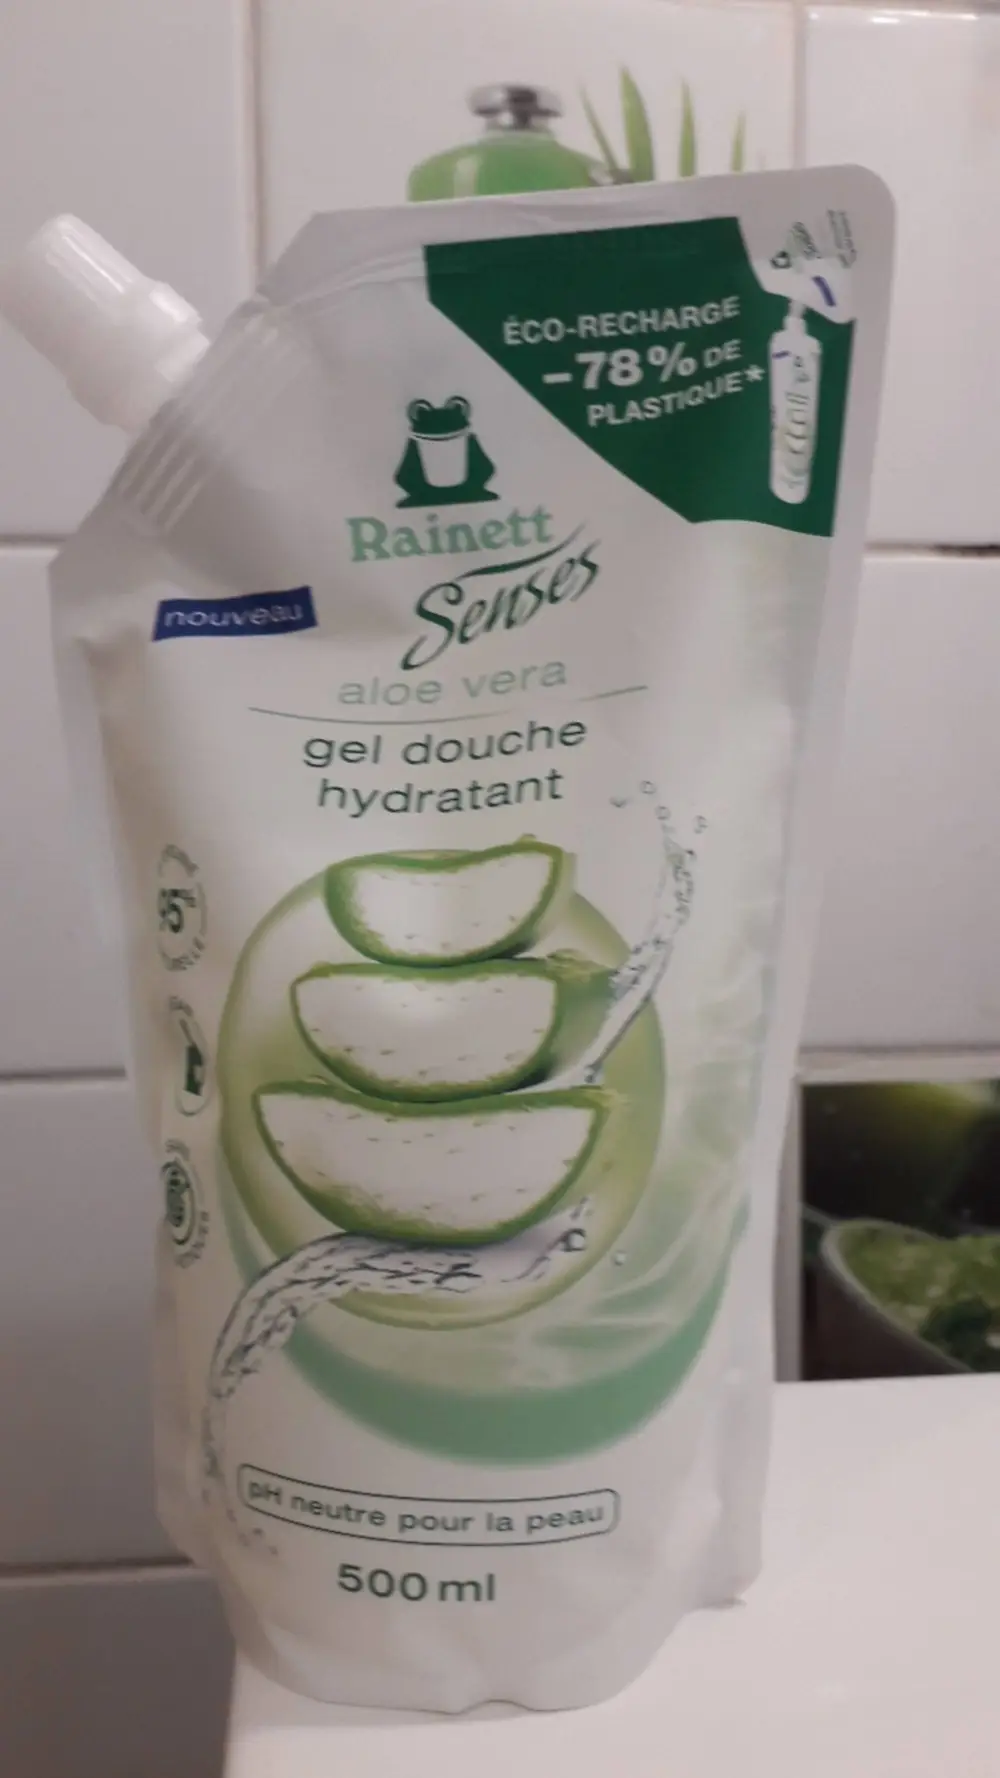 ÉCO-RECHARGE
-78% DE
PLASTIQUE*
Rainett
Senses
nouveau
aloe vera
gel douche
hydratant
pH neutre pour la peau
500 ml